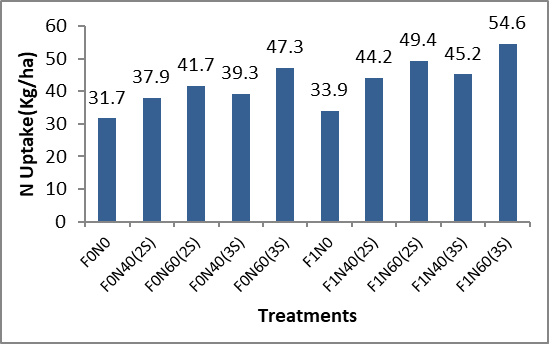 60
50
40
30
20
10
0
N Uptake(Kg/ha)
31.7
37.9
41.7
39.3
47.3
33.9
44.2
49.4
45.2
54.6
F0N0
F0N40(2S)
F0N60(2S)
F0N40(3S)
F0N60(3S)
F1N0
F1N40(2S)
F1N60(2S)
F1N40(3S)
F1N60(3S)
Treatments